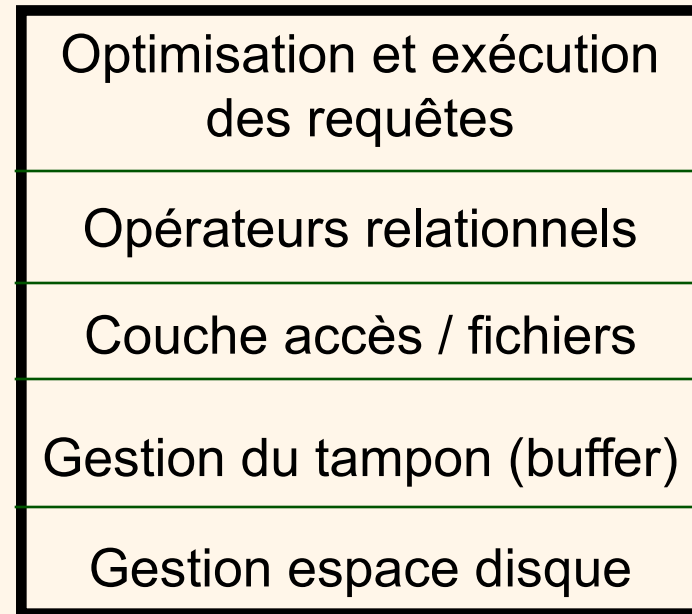 Optimisation et exécution
des requêtes
Opérateurs relationnels
Couche accès / fichiers
Gestion du tampon (buffer)
Gestion espace disque